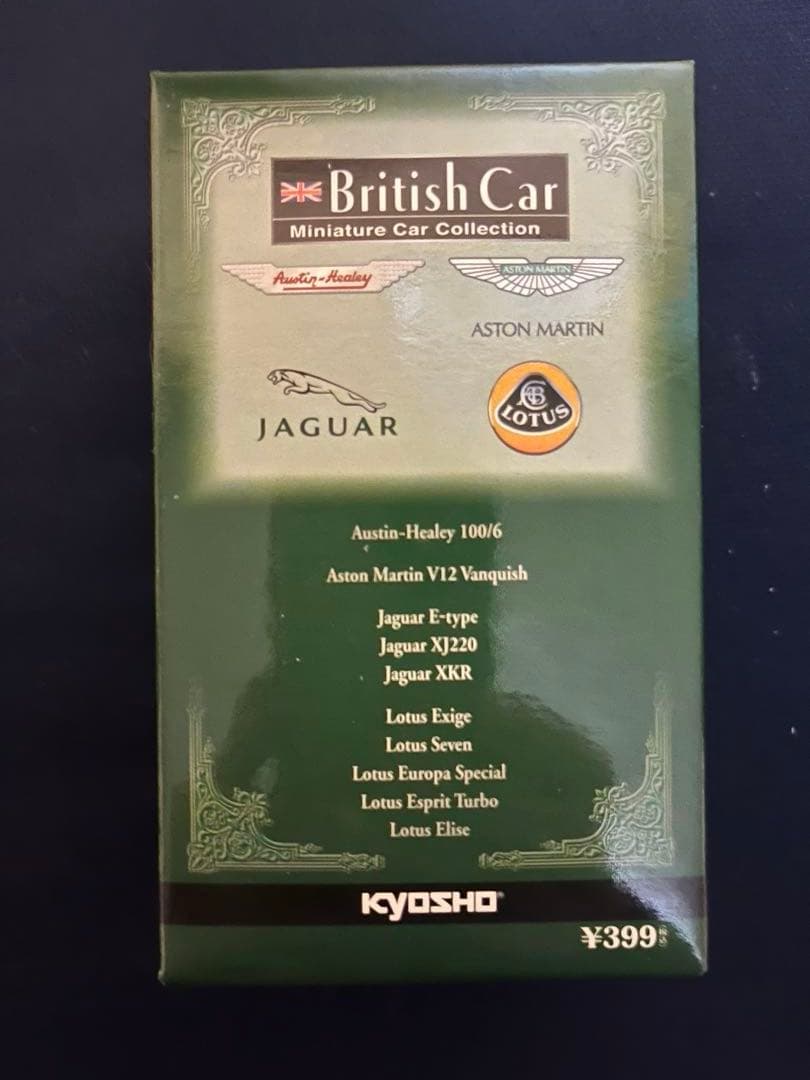 British Car
Miniature Car Collection
Austin-Healey
ASTON MARTIN
ASTON MARTIN
JAGUAR
LOTUS
Austin-Healey 100/6
Aston Martin V12 Vanquish
Jaguar E-type
Jaguar XJ220
Jaguar XKR
Lotus Exige
Lotus Seven
Lotus Europa Special
Lotus Esprit Turbo
Lotus Elise
KYOSHO
¥399